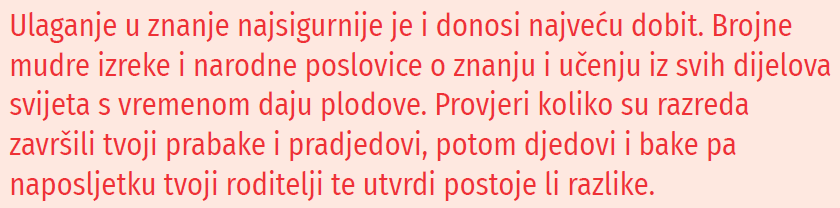 Ulaganje u znanje najsigurnije je i donosi najveću dobit. Brojne
mudre izreke i narodne poslovice o znanju i učenju iz svih dijelova
svijeta s vremenom daju plodove. Provjeri koliko su razreda
završili tvoji prabake i pradjedovi, potom djedovi i bake pa
naposljetku tvoji roditelji te utvrdi postoje li razlike.